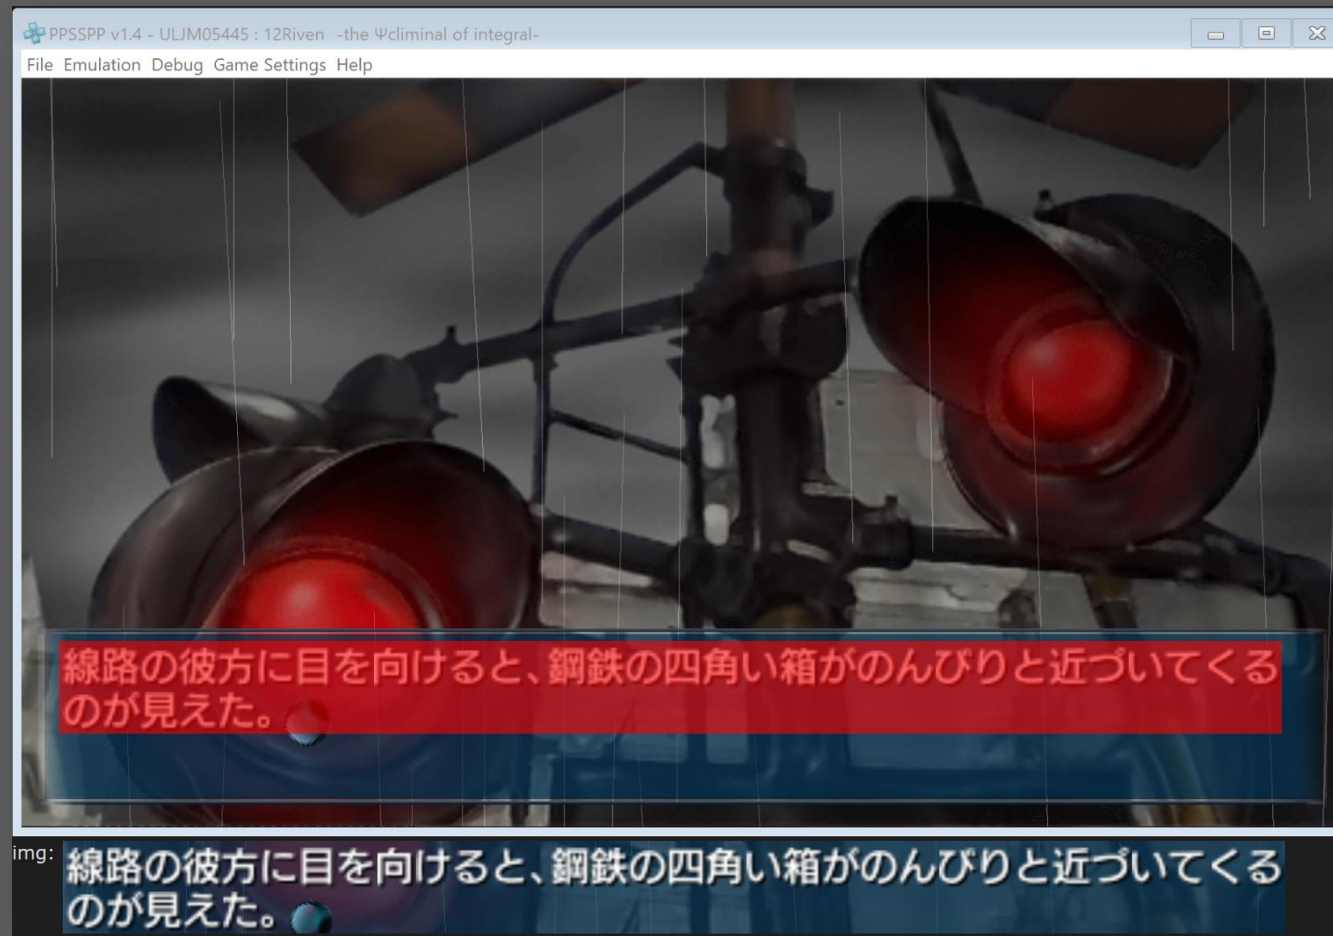 PPSSPP v1.4 - ULJM05445 : 12Riven -the Ψcliminal of integral-
File Emulation Debug Game Settings Help
線路の彼方に目を向けると、鋼鉄の四角い箱がのんびりと近づいてくる
のが見えた。
img:
線路の彼方に目を向けると、鋼鉄の四角い箱がのんびりと近づいてくる
のが見えた。